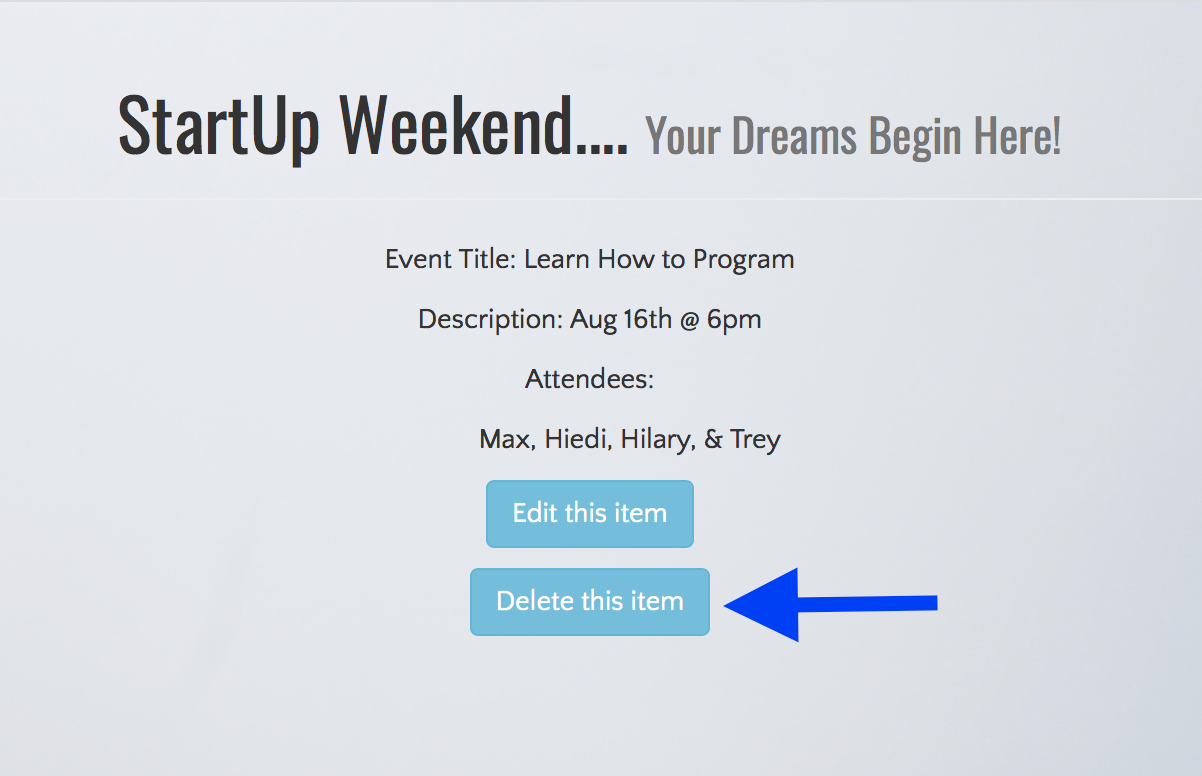 StartUp Weekend.... Your Dreams Begin Here!
Event Title: Learn How to Program
Description: Aug 16th @ 6pm
Attendees:
Max, Hiedi, Hilary, & Trey
Edit this item
Delete this item